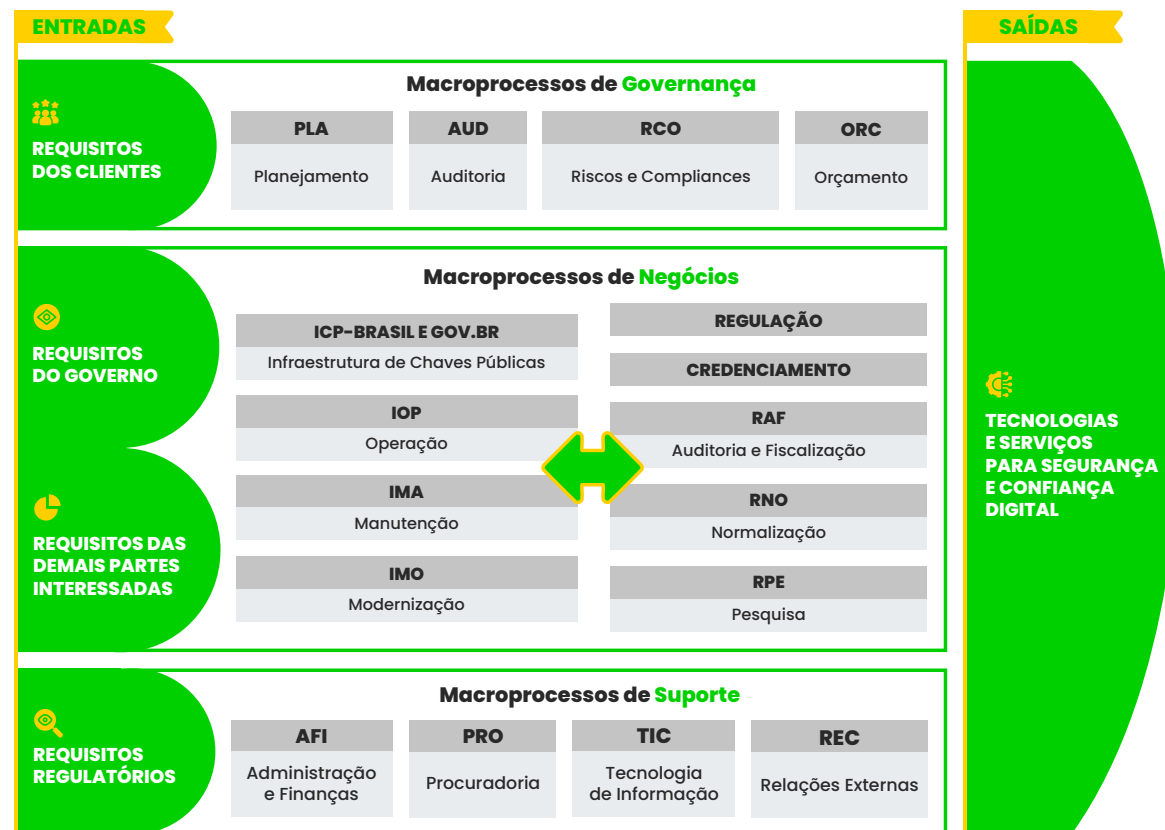 ENTRADAS
SAÍDAS
REQUISITOS
DOS CLIENTES
Macroprocessos de Governança
PLA
Planejamento
AUD
Auditoria
RCO
Riscos e Compliances
ORC
Orçamento
REQUISITOS
DO GOVERNO
REQUISITOS DAS
DEMAIS PARTES
INTERESSADAS
Macroprocessos de Negócios
ICP-BRASIL E GOV.BR
Infraestrutura de Chaves Públicas
IOP
Operação
IMA
Manutenção
IMO
Modernização
REGULAÇÃO
CREDENCIAMENTO
RAF
Auditoria e Fiscalização
RNO
Normalização
RPE
Pesquisa
REQUISITOS
REGULATÓRIOS
Macroprocessos de Suporte
AFI
Administração
e Finanças
PRO
Procuradoria
TIC
Tecnologia
de Informação
REC
Relações Externas
TECNOLOGIAS
E SERVIÇOS
PARA SEGURANÇA
E CONFIANÇA
DIGITAL